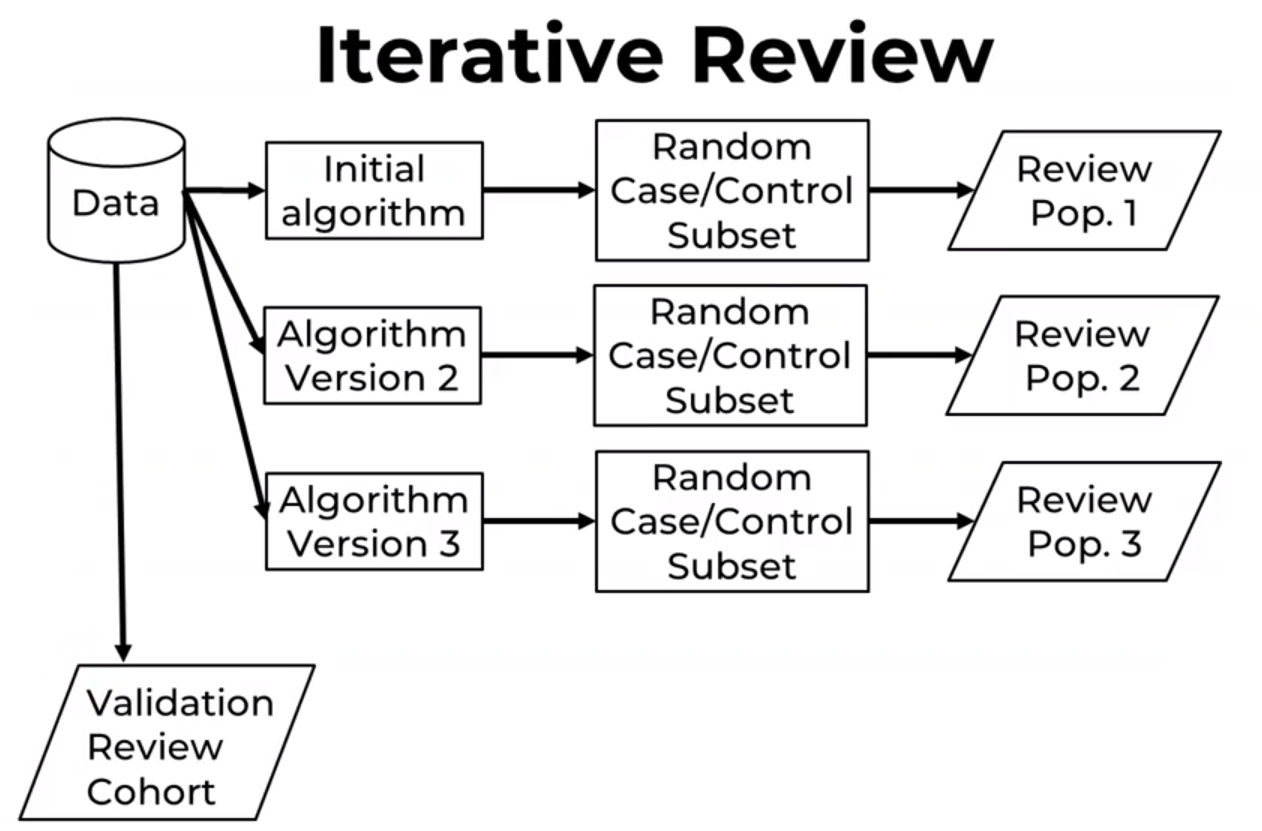 Iterative Review
Data
Initial
algorithm
Random
Case/Control
Subset
Review
Pop. 1
Algorithm
Version 2
Random
Case/Control
Subset
Review
Pop. 2
Algorithm
Version 3
Random
Case/Control
Subset
Review
Pop. 3
Validation
Review
Cohort